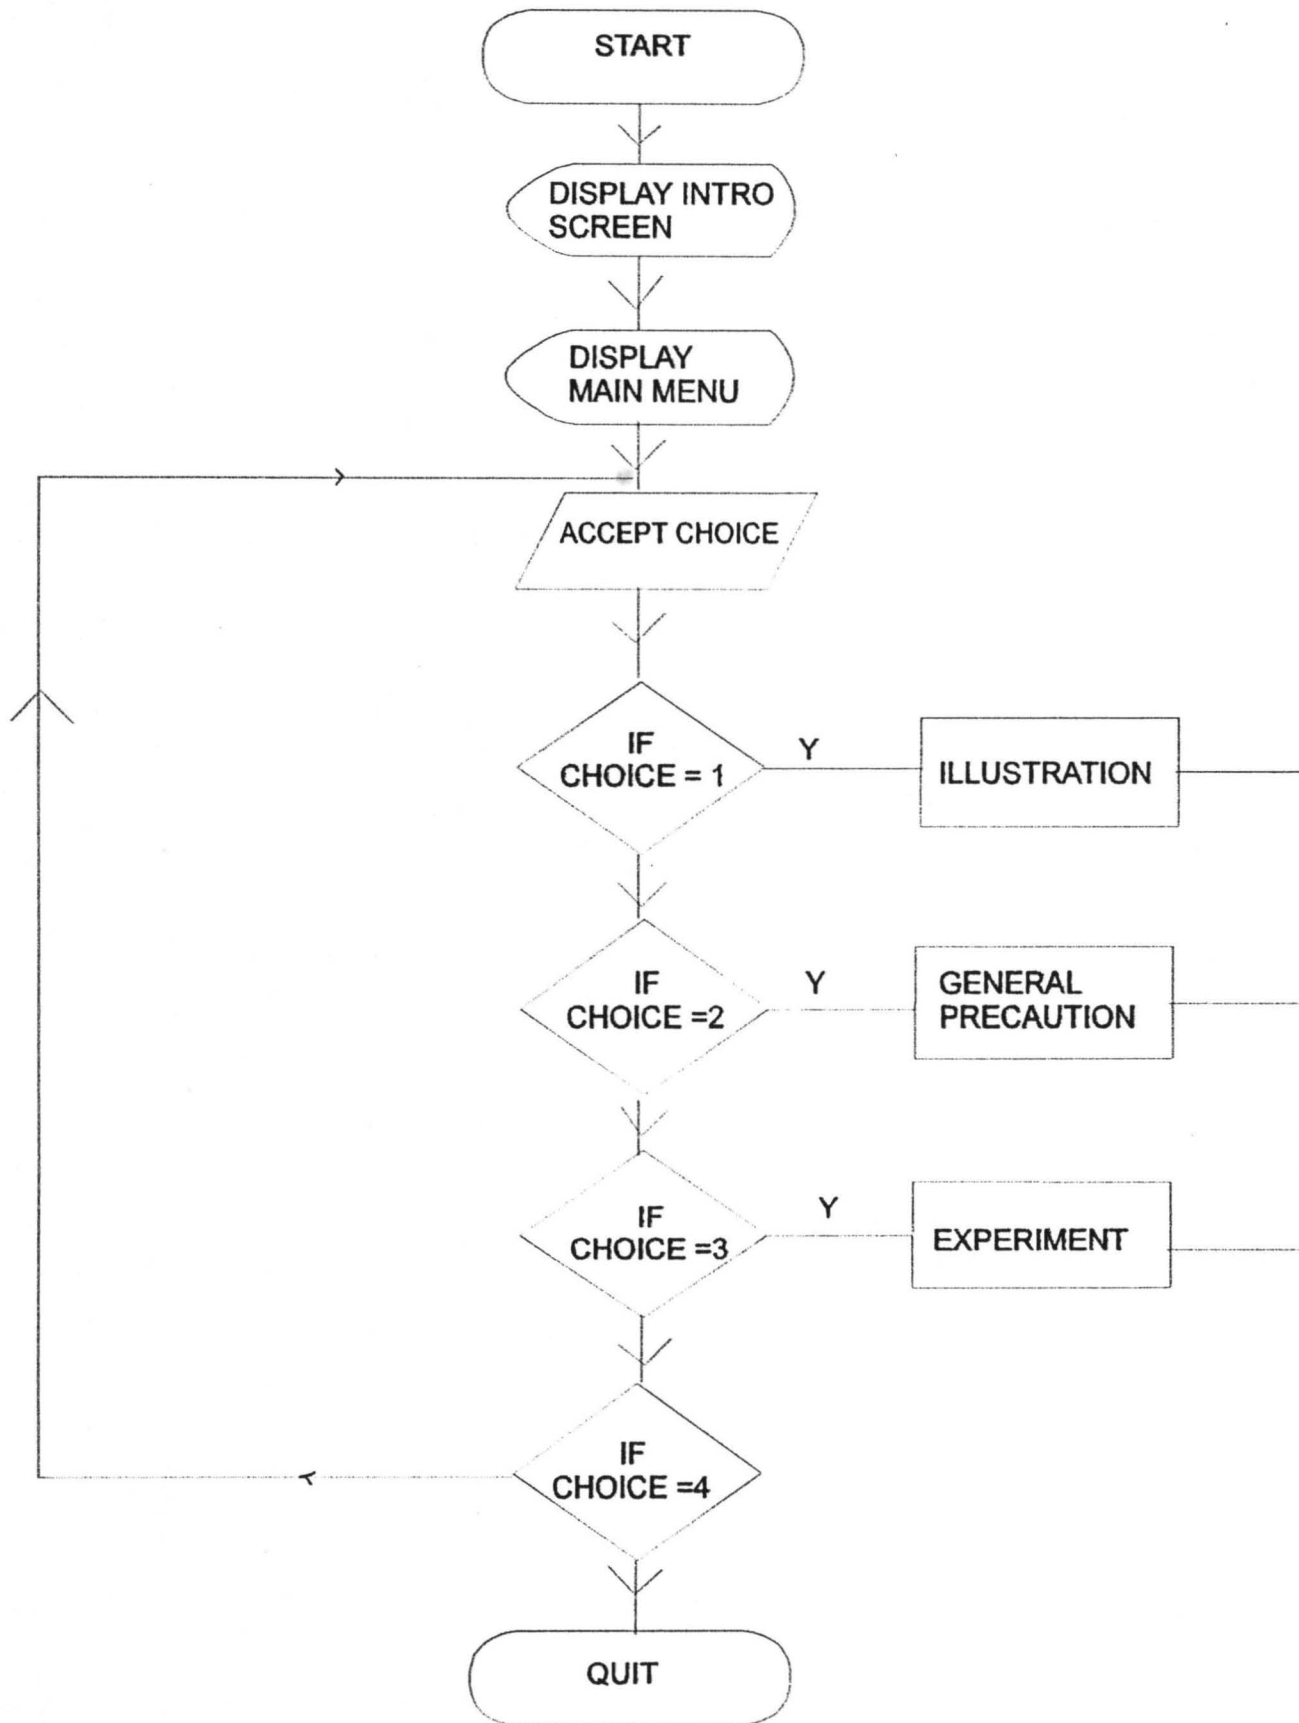 START
DISPLAY INTRO
SCREEN
DISPLAY
MAIN MENU
ACCEPT CHOICE
IF
CHOICE = 1
Y
ILLUSTRATION
IF
CHOICE =2
Y
GENERAL
PRECAUTION
IF
CHOICE =3
Y
EXPERIMENT
IF
CHOICE =4
QUIT